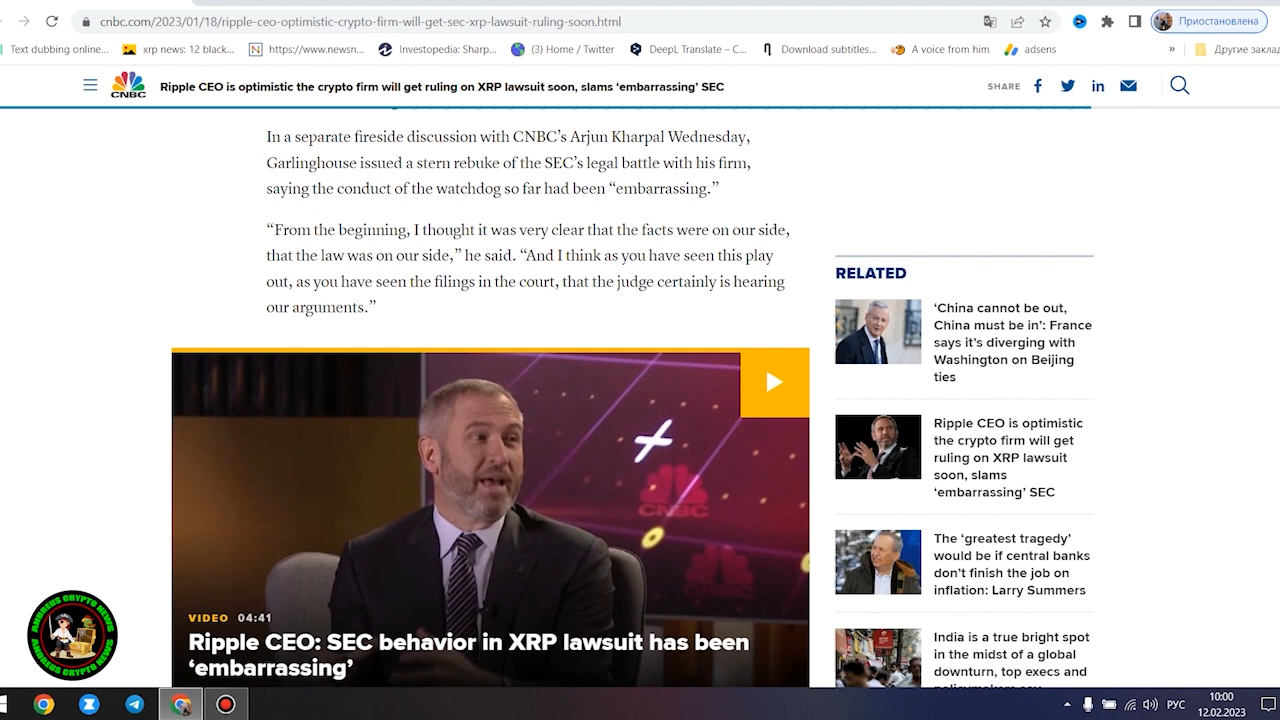 cnbc.com/2023/01/18/ripple-ceo-optimistic-crypto-firm-will-get-sec-xrp-lawsuit-ruling-soon.html
Приостановлена
Text dubbing online...
xrp news: 12 black...
https://www.newsn...
Investopedia: Sharp...
(3) Home / Twitter
DeepL Translate – C...
Download subtitles...
A voice from him
adsens
»
Другие заклад
CNBC
Ripple CEO is optimistic the crypto firm will get ruling on XRP lawsuit soon, slams ‘embarrassing’ SEC
SHARE
In a separate fireside discussion with CNBC’s Arjun Kharpal Wednesday,
Garlinghouse issued a stern rebuke of the SEC’s legal battle with his firm,
saying the conduct of the watchdog so far had been “embarrassing.”
“From the beginning, I thought it was very clear that the facts were on our side,
that the law was on our side,” he said. “And I think as you have seen this play
out, as you have seen the filings in the court, that the judge certainly is hearing
our arguments.”
CNBC
VIDEO 04:41
Ripple CEO: SEC behavior in XRP lawsuit has been
‘embarrassing’
RELATED
‘China cannot be out,
China must be in’: France
says it’s diverging with
Washington on Beijing
ties
Ripple CEO is optimistic
the crypto firm will get
ruling on XRP lawsuit
soon, slams
‘embarrassing’ SEC
The ‘greatest tragedy’
would be if central banks
don’t finish the job on
inflation: Larry Summers
India is a true bright spot
in the midst of a global
downturn, top execs and
policymakers say
ANDREUS CRYPTO NEWS
ANDREUS CRYPTO NEWS
РУС
10:00
12.02.2023